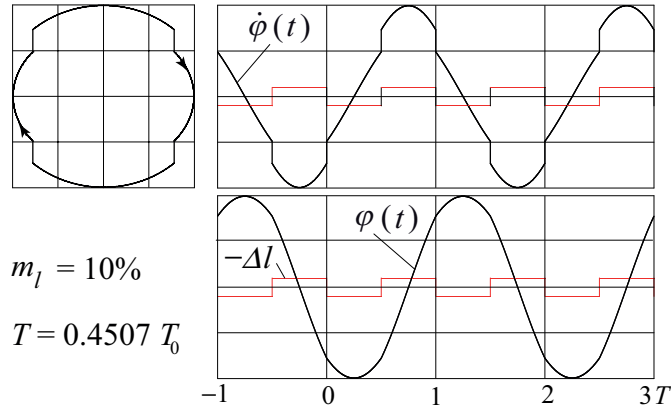 φ̇ (t)
φ (t)
−Δl
m_l = 10%
T = 0.4507 T_0
−1 0 1 2 3T